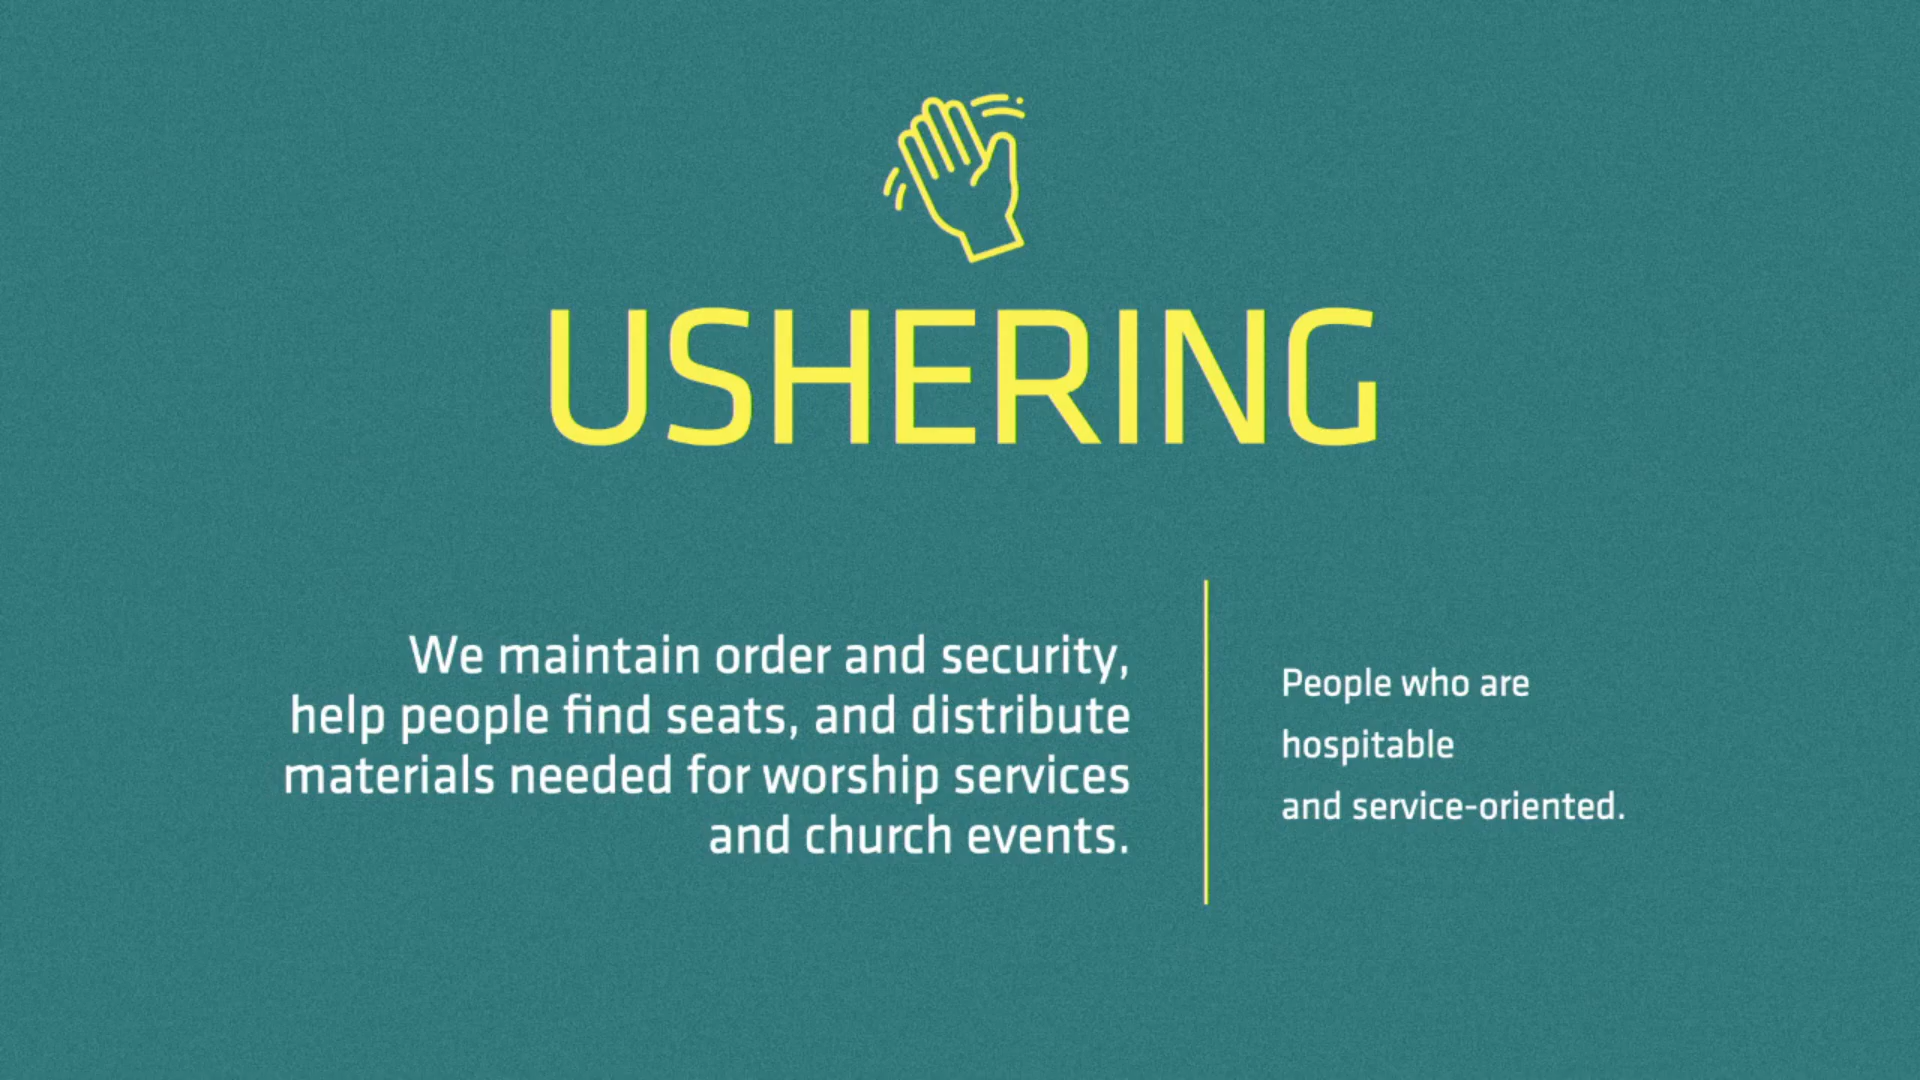 USHERING
We maintain order and security,
help people find seats, and distribute
materials needed for worship services
and church events.
People who are
hospitable
and service-oriented.